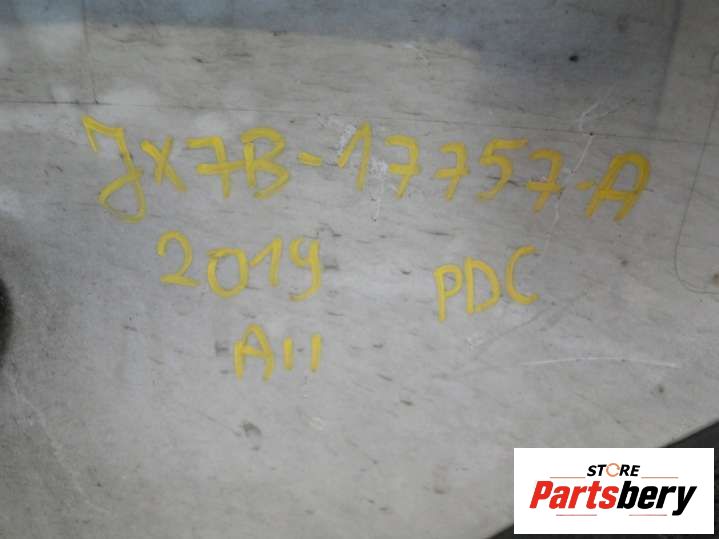 JX7B-17757-A
2019 PDC
A11
STORE
Partsbery